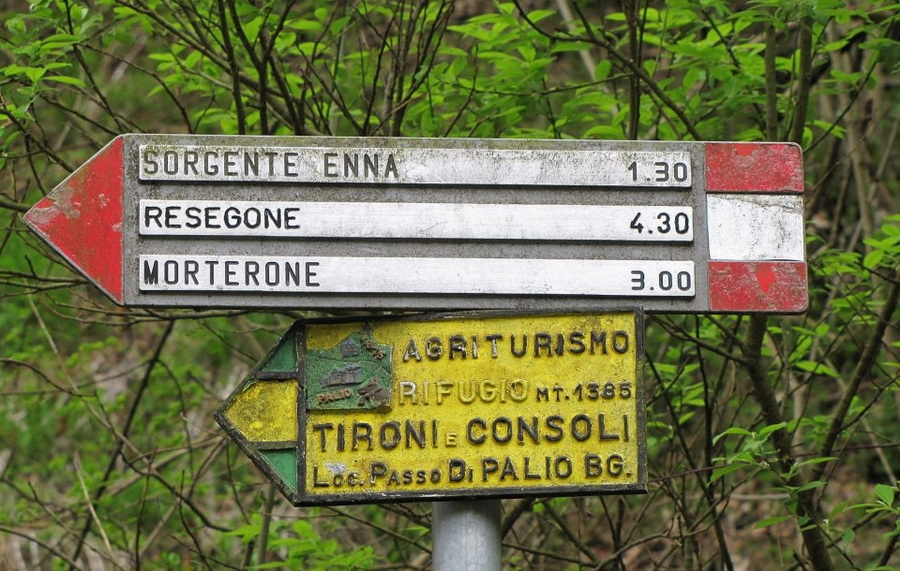 SORGENTE ENNA 1.30
RESEGONE 4.30
MORTERONE 3.00
AGRITURISMO
RIFUGIO MT. 1385
PALIO
TIRONI E CONSOLI
LOC. PASSO DI PALIO BG.